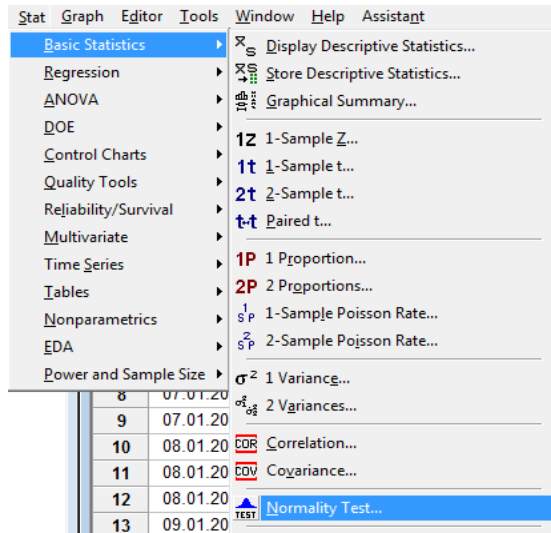 Stat Graph Editor Tools Window Help Assistant
Basic Statistics
Regression
ANOVA
DOE
Control Charts
Quality Tools
Reliability/Survival
Multivariate
Time Series
Tables
Nonparametrics
EDA
Power and Sample Size
8 07.01.20
9 07.01.20
10 08.01.20
11 08.01.20
12 08.01.20
13 09.01.20
Display Descriptive Statistics...
Store Descriptive Statistics...
Graphical Summary...
1Z 1-Sample Z...
1t 1-Sample t...
2t 2-Sample t...
t-t Paired t...
1P 1 Proportion...
2P 2 Proportions...
1-Sample Poisson Rate...
2-Sample Poisson Rate...
σ² 1 Variance...
2 Variances...
COR Correlation...
COV Covariance...
TEST Normality Test...